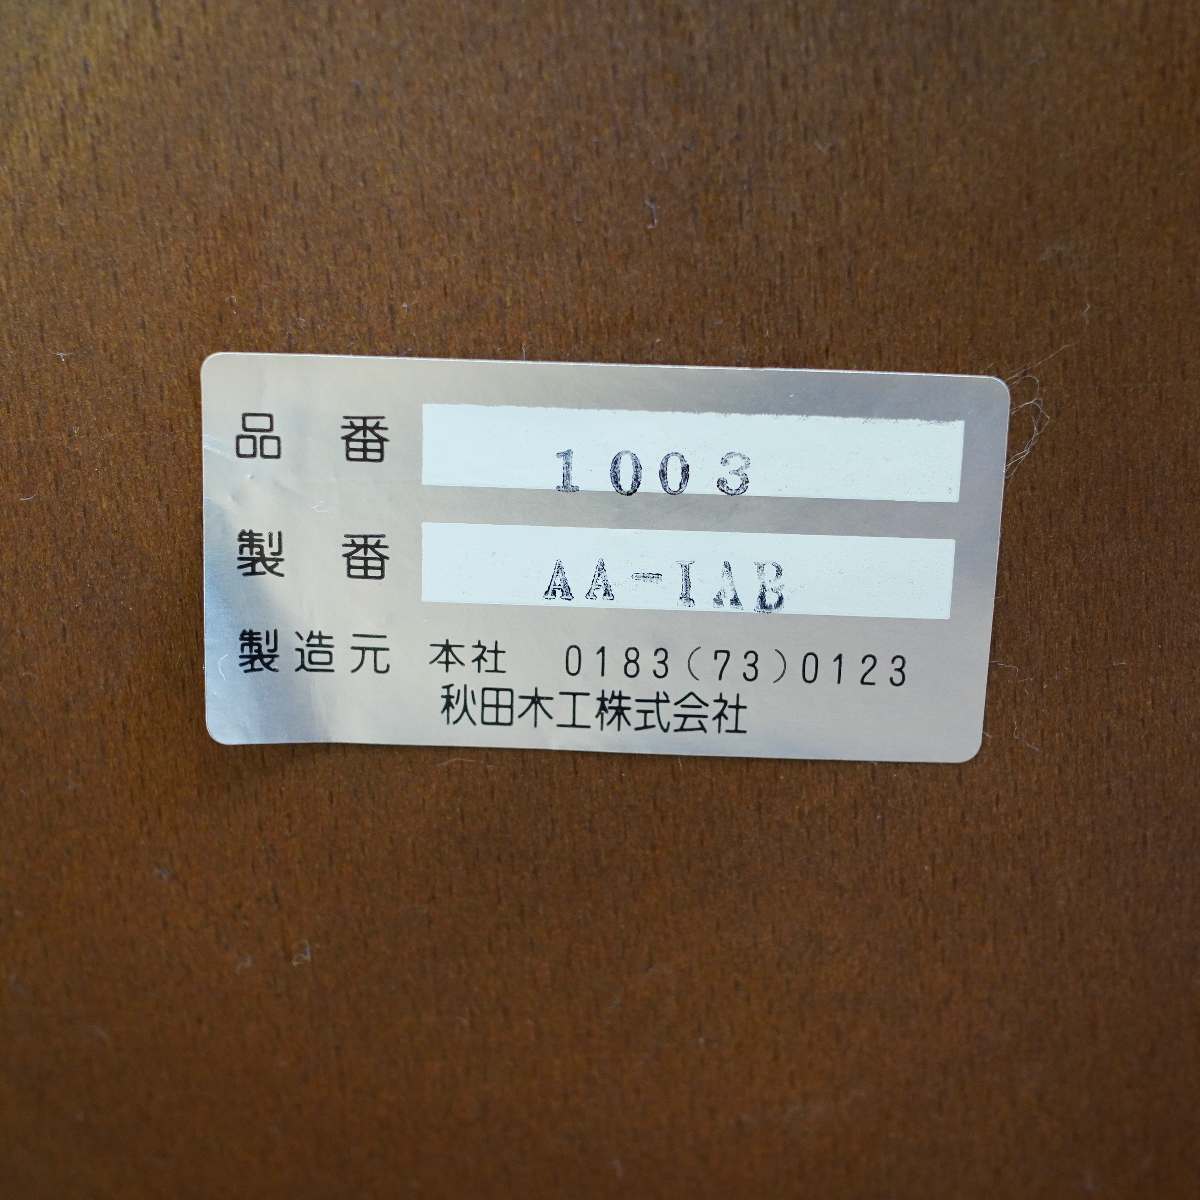 品番 1003
製番 AA-IAB
製造元 本社 0183(73)0123
秋田木工株式会社